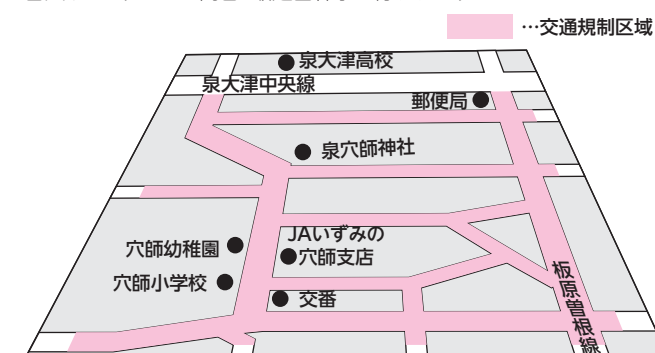 …交通規制区域
泉大津高校
泉大津中央線
郵便局
泉穴師神社
JAいずみの
穴師支店
穴師幼稚園
穴師小学校
交番
板原曽根線